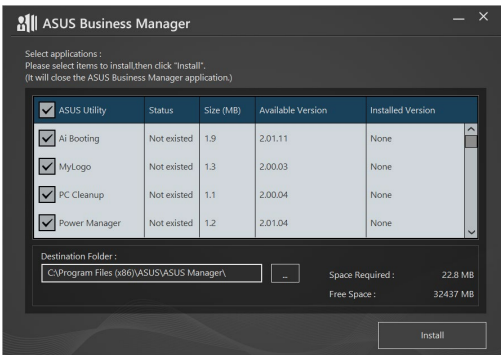 ASUS Business Manager
Select applications :
Please select items to install,then click "Install".
(It will close the ASUS Business Manager application.)
ASUS Utility Status Size (MB) Available Version Installed Version
Ai Booting Not existed 1.9 2.01.11 None
MyLogo Not existed 1.3 2.00.03 None
PC Cleanup Not existed 1.1 2.00.04 None
Power Manager Not existed 1.2 2.01.04 None
Destination Folder :
C:\Program Files (x86)\ASUS\ASUS Manager\ ... Space Required : 22.8 MB
Free Space : 32437 MB
Install